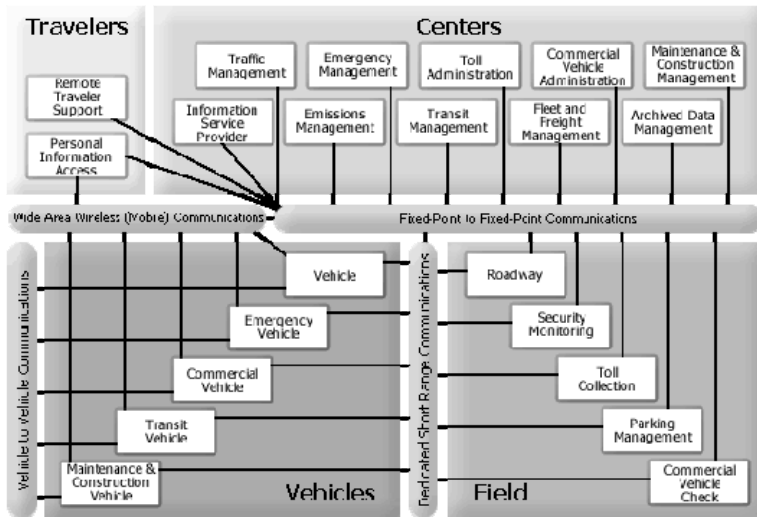 Travelers
Centers
Remote
Traveler
Support
Personal
Information
Access
Traffic
Management
Emergency
Management
Toll
Administration
Commercial
Vehicle
Administration
Maintenance &
Construction
Management
Information
Service
Provider
Emissions
Management
Transit
Management
Fleet and
Freight
Management
Archived Data
Management
Wide Area Wireless (Mobile) Communications
Fixed-Point to Fixed-Point Communications
Vehicle to Vehicle Communications
Vehicle
Emergency
Vehicle
Commercial
Vehicle
Transit
Vehicle
Maintenance &
Construction
Vehicle
Vehicles
Dedicated Short Range Communications
Roadway
Security
Monitoring
Toll
Collection
Parking
Management
Commercial
Vehicle
Check
Field